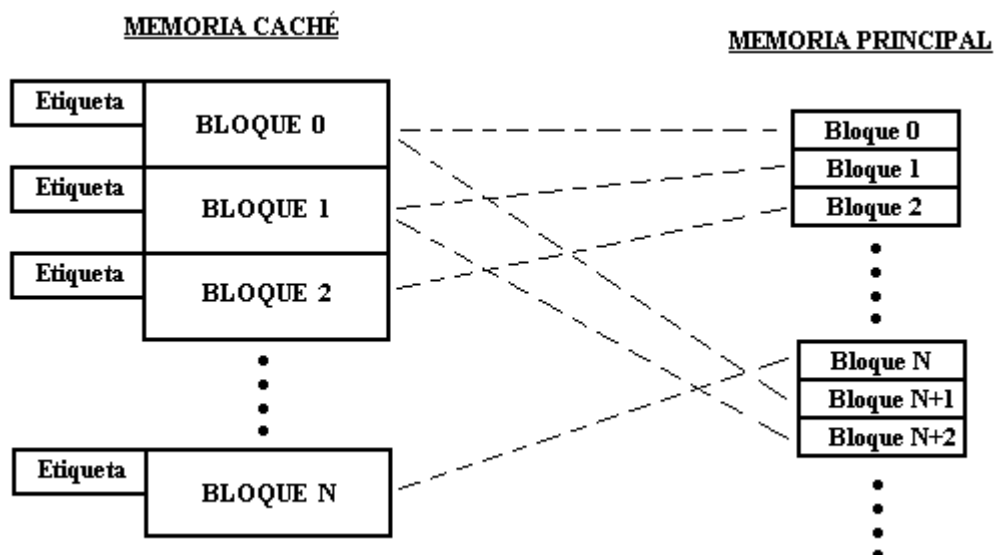 MEMORIA CACHÉ
MEMORIA PRINCIPAL
Etiqueta
BLOQUE 0
Etiqueta
BLOQUE 1
Etiqueta
BLOQUE 2
Etiqueta
BLOQUE N
Bloque 0
Bloque 1
Bloque 2
Bloque N
Bloque N+1
Bloque N+2